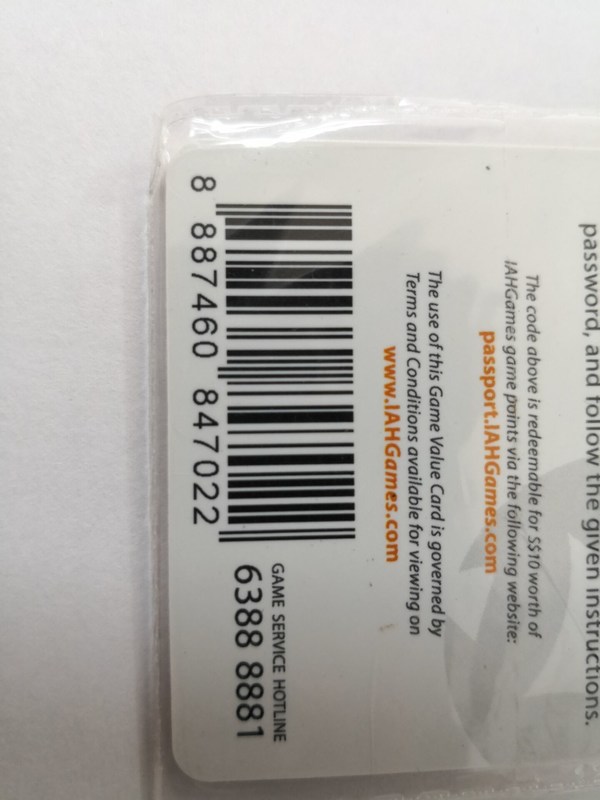 password, and follow the given instructions.
The code above is redeemable for S$10 worth of
IAHGames game points via the following website:
passport.IAHGames.com
The use of this Game Value Card is governed by
Terms and Conditions available for viewing on
www.IAHGames.com
8 887460 847022
GAME SERVICE HOTLINE
6388 8881